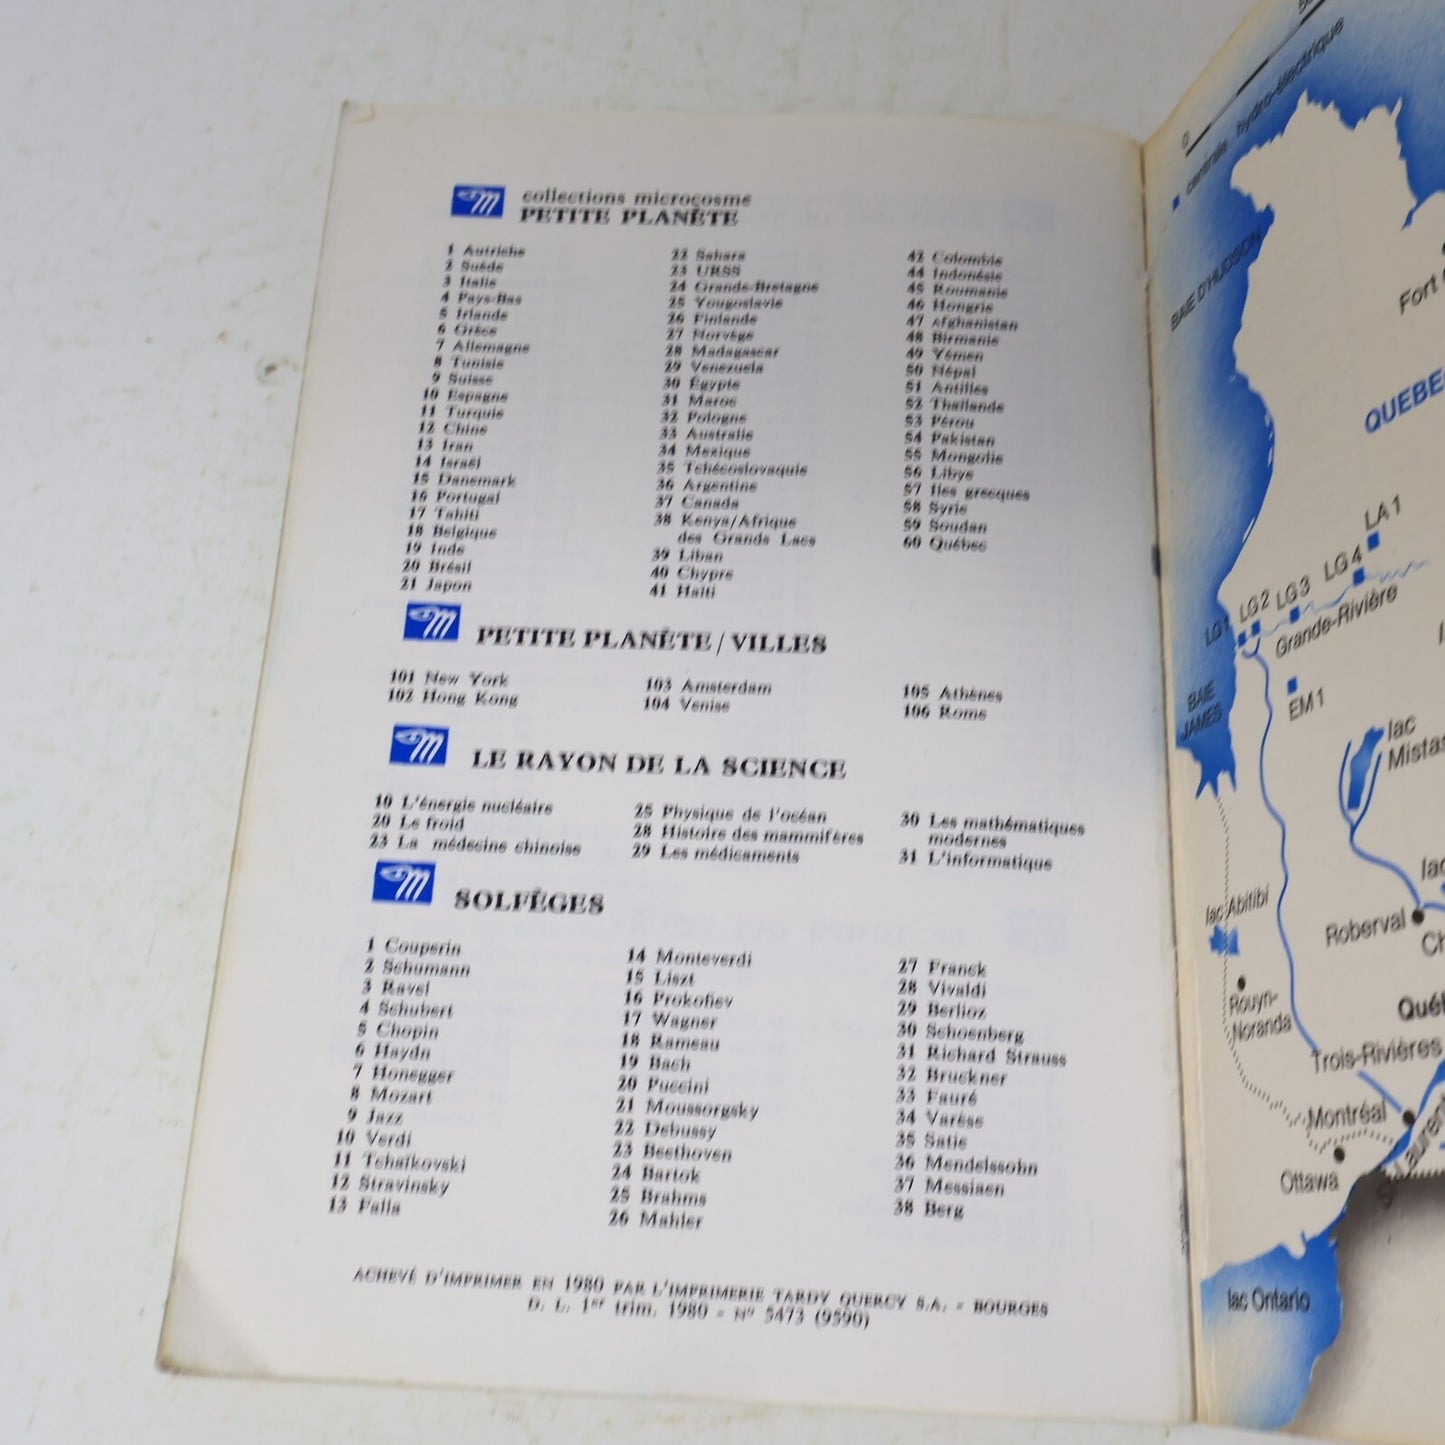 collections microcosme
PETITE PLANÈTE
1 Autriche
2 Suède
3 Italie
4 Pays-Bas
5 Irlande
6 Grèce
7 Allemagne
8 Tunisie
9 Suisse
10 Espagne
11 Turquie
12 Chine
13 Iran
14 Israël
15 Danemark
16 Portugal
17 Tahiti
18 Belgique
19 Inde
20 Brésil
21 Japon
22 Sahara
23 URSS
24 Grande-Bretagne
25 Yougoslavie
26 Finlande
27 Norvège
28 Madagascar
29 Venezuela
30 Égypte
31 Maroc
32 Pologne
33 Australie
34 Mexique
35 Tchécoslovaquie
36 Argentine
37 Canada
38 Kenya/Afrique
des Grands Lacs
39 Liban
40 Chypre
41 Haïti
42 Colombie
44 Indonésie
45 Roumanie
46 Hongrie
47 Afghanistan
48 Birmanie
49 Yémen
50 Népal
51 Antilles
52 Thaïlande
53 Pérou
54 Pakistan
55 Mongolie
56 Libye
57 Iles grecques
58 Syrie
59 Soudan
60 Québec
PETITE PLANÈTE/VILLES
101 New York
102 Hong Kong
103 Amsterdam
104 Venise
105 Athènes
106 Rome
LE RAYON DE LA SCIENCE
10 L'énergie nucléaire
20 Le froid
23 La médecine chinoise
25 Physique de l'océan
28 Histoire des mammifères
29 Les médicaments
30 Les mathématiques
modernes
31 L'informatique
SOLFÈGES
1 Couperin
2 Schumann
3 Ravel
4 Schubert
5 Chopin
6 Haydn
7 Honegger
8 Mozart
9 Jazz
10 Verdi
11 Tchaïkovski
12 Stravinsky
13 Falla
14 Monteverdi
15 Liszt
16 Prokofiev
17 Wagner
18 Rameau
19 Bach
20 Puccini
21 Moussorgsky
22 Debussy
23 Beethoven
24 Bartok
25 Brahms
26 Mahler
27 Franck
28 Vivaldi
29 Berlioz
30 Schoenberg
31 Richard Strauss
32 Bruckner
33 Fauré
34 Varèse
35 Satie
36 Mendelssohn
37 Messiaen
38 Berg
ACHEVÉ D'IMPRIMER EN 1980 PAR L'IMPRIMERIE TARDY QUERCY S.A. - BOURGES
D. L. 1er trim. 1980 - N° 5473 (9590)
0
centrale hydro-électrique
BAIE D'HUDSON
Fort
QUEBEC
LA 1
LG 4
LG 3
LG 2
LG 1
Grande-Rivière
EM 1
BAIE
JAMES
lac
Mistas
lac Abitibi
Roberval
Ch
Rouyn-
Noranda
Qué
Trois-Rivières
Montréal
Ottawa
St-Laurent
lac Ontario